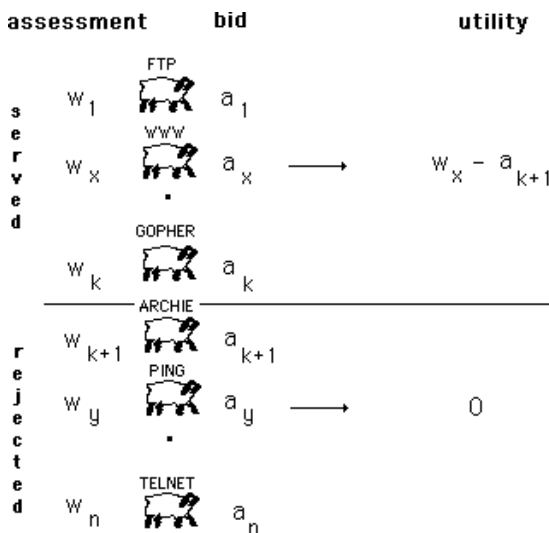 assessment bid utility
FTP
w1 a1
WWW
wx ax wx - ak+1
GOPHER
wk ak
served
ARCHIE
wk+1 ak+1
PING
wy ay 0
TELNET
wn an
rejected